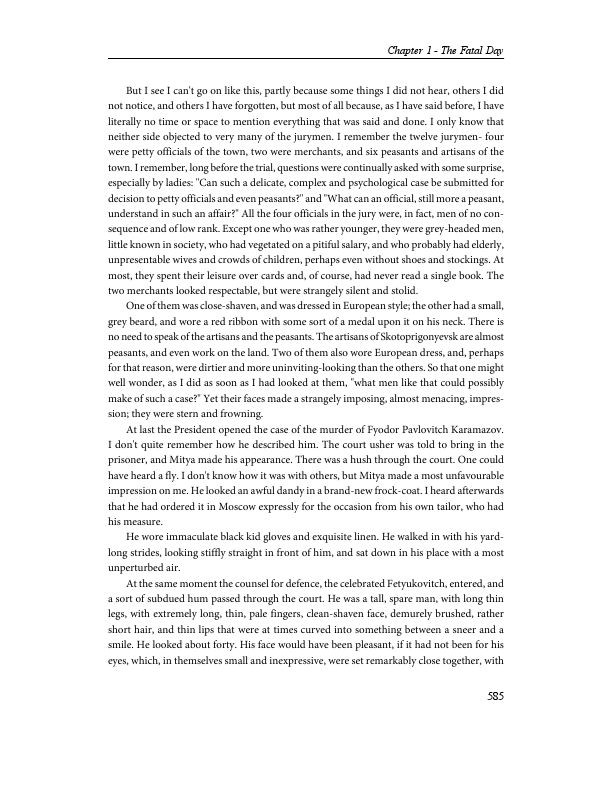 Chapter 1 - The Fatal Day
But I see I can't go on like this, partly because some things I did not hear, others I did
not notice, and others I have forgotten, but most of all because, as I have said before, I have
literally no time or space to mention everything that was said and done. I only know that
neither side objected to very many of the jurymen. I remember the twelve jurymen- four
were petty officials of the town, two were merchants, and six peasants and artisans of the
town. I remember, long before the trial, questions were continually asked with some surprise,
especially by ladies: "Can such a delicate, complex and psychological case be submitted for
decision to petty officials and even peasants?" and "What can an official, still more a peasant,
understand in such an affair?" All the four officials in the jury were, in fact, men of no con-
sequence and of low rank. Except one who was rather younger, they were grey-headed men,
little known in society, who had vegetated on a pitiful salary, and who probably had elderly,
unpresentable wives and crowds of children, perhaps even without shoes and stockings. At
most, they spent their leisure over cards and, of course, had never read a single book. The
two merchants looked respectable, but were strangely silent and stolid.
One of them was close-shaven, and was dressed in European style; the other had a small,
grey beard, and wore a red ribbon with some sort of a medal upon it on his neck. There is
no need to speak of the artisans and the peasants. The artisans of Skotoprigonyevsk are almost
peasants, and even work on the land. Two of them also wore European dress, and, perhaps
for that reason, were dirtier and more uninviting-looking than the others. So that one might
well wonder, as I did as soon as I had looked at them, "what men like that could possibly
make of such a case?" Yet their faces made a strangely imposing, almost menacing, impres-
sion; they were stern and frowning.
At last the President opened the case of the murder of Fyodor Pavlovitch Karamazov.
I don't quite remember how he described him. The court usher was told to bring in the
prisoner, and Mitya made his appearance. There was a hush through the court. One could
have heard a fly. I don't know how it was with others, but Mitya made a most unfavourable
impression on me. He looked an awful dandy in a brand-new frock-coat. I heard afterwards
that he had ordered it in Moscow expressly for the occasion from his own tailor, who had
his measure.
He wore immaculate black kid gloves and exquisite linen. He walked in with his yard-
long strides, looking stiffly straight in front of him, and sat down in his place with a most
unperturbed air.
At the same moment the counsel for defence, the celebrated Fetyukovitch, entered, and
a sort of subdued hum passed through the court. He was a tall, spare man, with long thin
legs, with extremely long, thin, pale fingers, clean-shaven face, demurely brushed, rather
short hair, and thin lips that were at times curved into something between a sneer and a
smile. He looked about forty. His face would have been pleasant, if it had not been for his
eyes, which, in themselves small and inexpressive, were set remarkably close together, with
585